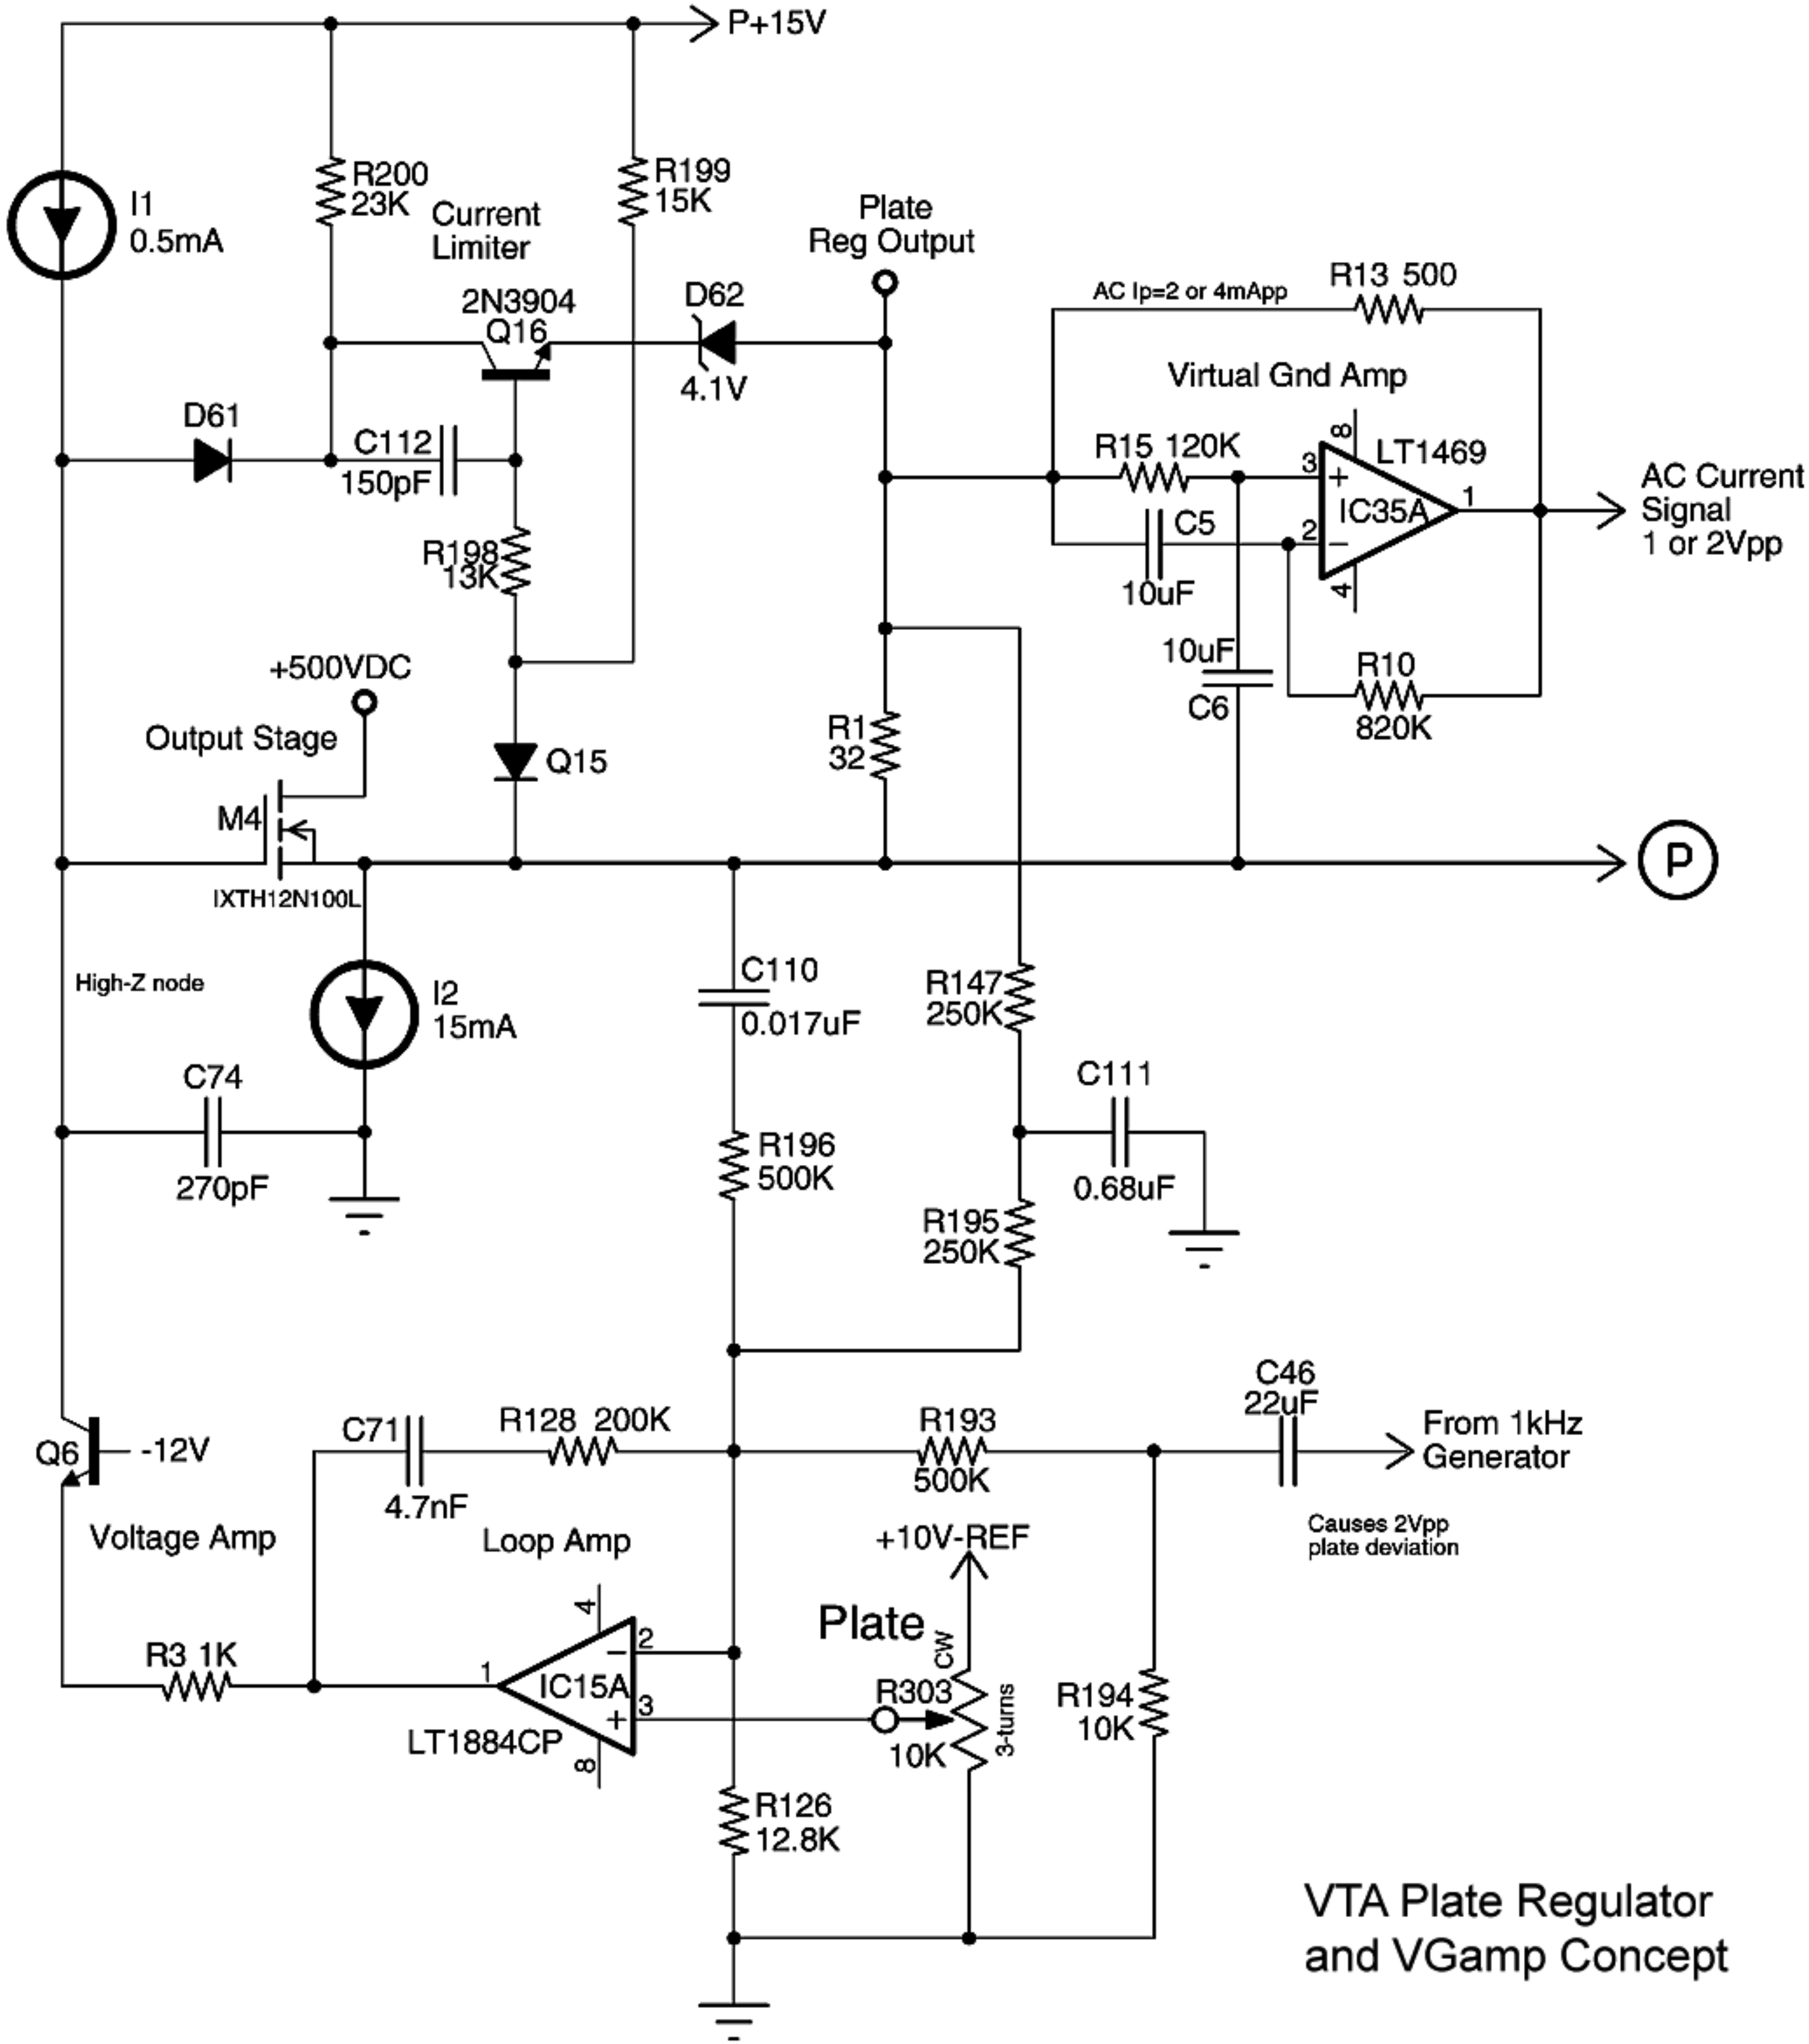 P+15V
I1
0.5mA
R200
23K
Current
Limiter
R199
15K
2N3904
Q16
D62
4.1V
Plate
Reg Output
R13 500
AC Ip=2 or 4mApp
Virtual Gnd Amp
D61
C112
150pF
R15 120K
8
LT1469
3
+
IC35A
1
2
−
4
C5
10uF
AC Current
Signal
1 or 2Vpp
R198
13K
10uF
C6
R10
820K
+500VDC
Output Stage
Q15
R1
32
M4
IXTH12N100L
P
High-Z node
I2
15mA
C110
0.017uF
R147
250K
C74
270pF
C111
0.68uF
R196
500K
R195
250K
C46
22uF
From 1kHz
Generator
Q6
-12V
C71
4.7nF
R128 200K
R193
500K
Causes 2Vpp
plate deviation
Voltage Amp
Loop Amp
+10V-REF
Plate
CW
R3 1K
4
2
−
1
IC15A
3
+
LT1884CP
8
R303
10K
3-turns
R194
10K
R126
12.8K
VTA Plate Regulator
and VGamp Concept